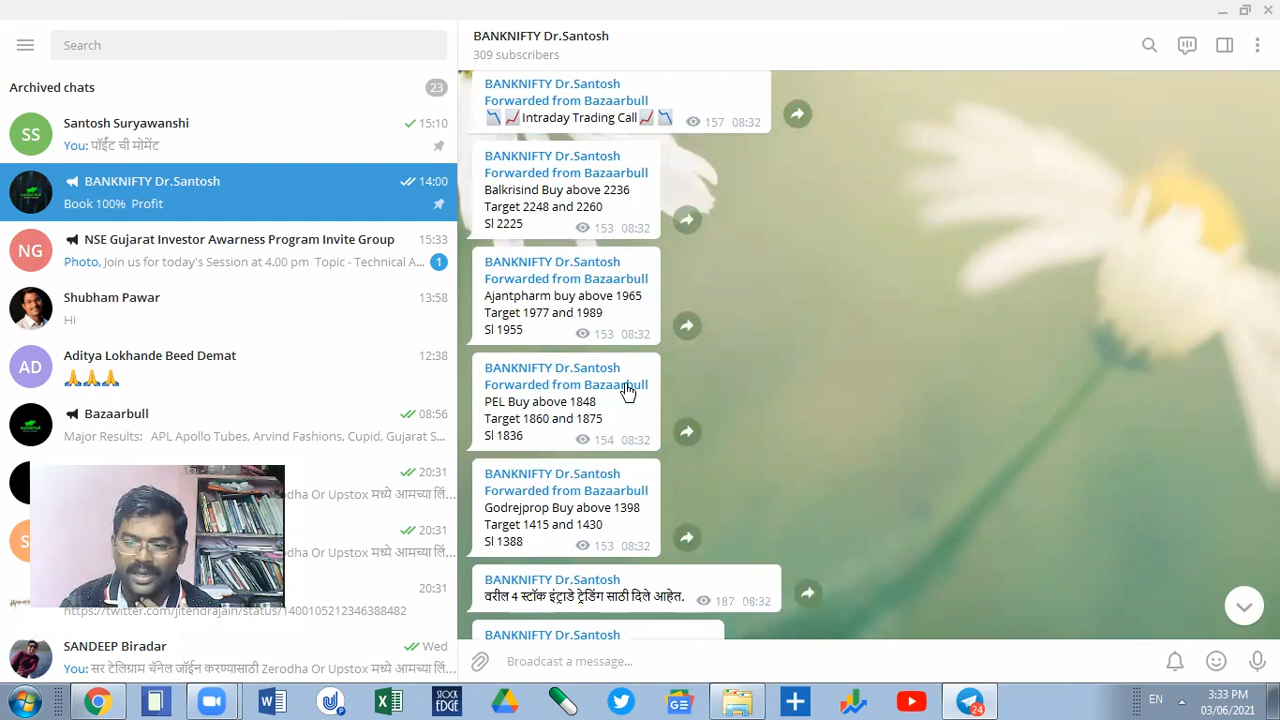 Search
Archived chats
23
SS
Santosh Suryawanshi
15:10
You: पॉईंट ची मोमेंट
BANKNIFTY Dr.Santosh
14:00
Book 100% Profit
NG
NSE Gujarat Investor Awarness Program Invite Group
15:33
Photo, Join us for today's Session at 4.00 pm Topic - Technical A...
1
Shubham Pawar
13:58
Hi
AD
Aditya Lokhande Beed Demat
12:38
🙏🙏🙏
Bazaarbull
08:56
Major Results: APL Apollo Tubes, Arvind Fashions, Cupid, Gujarat S...
20:31
Or Upstox मध्ये आमच्या लिं...
20:31
Or Upstox मध्ये आमच्या लिं...
20:31
https://twitter.com/jitendrajain/status/1400105212346388482
SANDEEP Biradar
Wed
You: सर टेलिग्राम चॅनेल जॉईन करण्यासाठी Zerodha Or Upstox मध्ये आमच्या लिं...
BANKNIFTY Dr.Santosh
309 subscribers
BANKNIFTY Dr.Santosh
Forwarded from Bazaarbull
📉 📈 Intraday Trading Call 📈 📉
157 08:32
BANKNIFTY Dr.Santosh
Forwarded from Bazaarbull
Balkrisind Buy above 2236
Target 2248 and 2260
Sl 2225
153 08:32
BANKNIFTY Dr.Santosh
Forwarded from Bazaarbull
Ajantpharm buy above 1965
Target 1977 and 1989
Sl 1955
153 08:32
BANKNIFTY Dr.Santosh
Forwarded from Bazaarbull
PEL Buy above 1848
Target 1860 and 1875
Sl 1836
154 08:32
BANKNIFTY Dr.Santosh
Forwarded from Bazaarbull
Godrejprop Buy above 1398
Target 1415 and 1430
Sl 1388
153 08:32
BANKNIFTY Dr.Santosh
वरील 4 स्टॉक इंट्राडे ट्रेडिंग साठी दिले आहेत.
187 08:32
BANKNIFTY Dr.Santosh
Broadcast a message...
STOCK
EDGE
24
EN
3:33 PM
03/06/2021